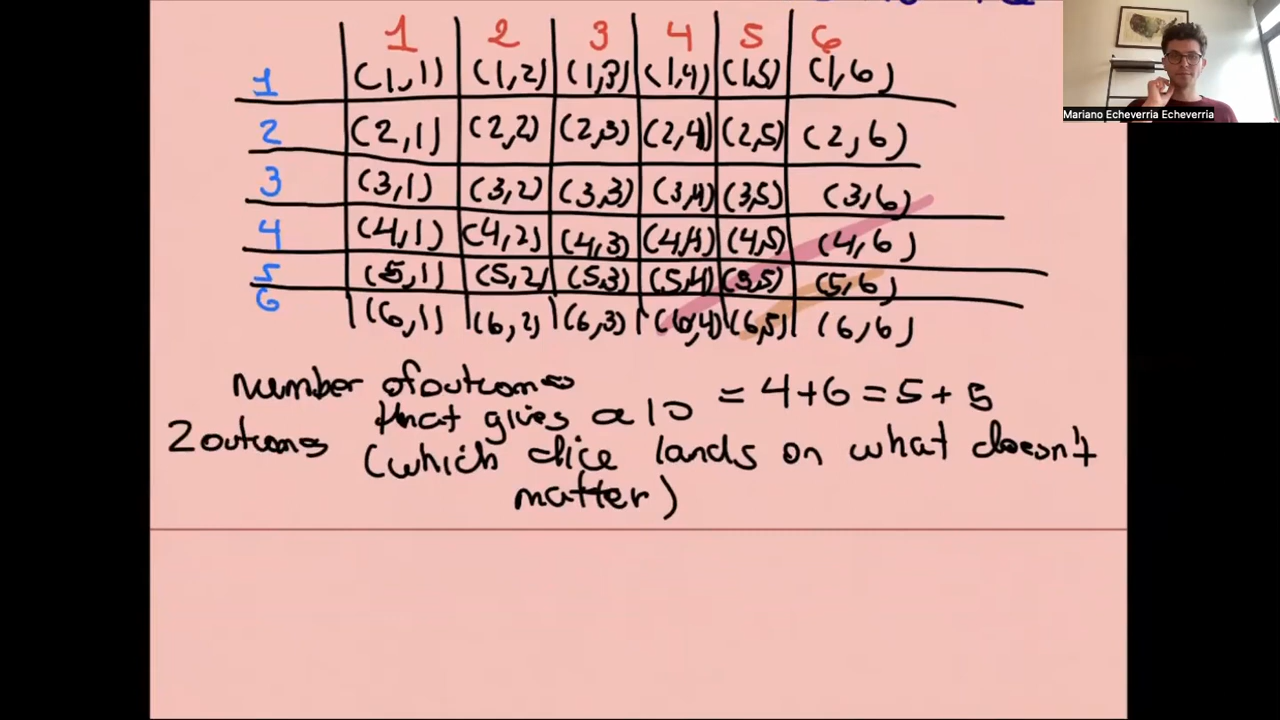 1 2 3 4 5 6
1 (1,1) (1,2) (1,3) (1,4) (1,5) (1,6)
2 (2,1) (2,2) (2,3) (2,4) (2,5) (2,6)
3 (3,1) (3,2) (3,3) (3,4) (3,5) (3,6)
4 (4,1) (4,2) (4,3) (4,4) (4,5) (4,6)
5 (5,1) (5,2) (5,3) (5,4) (5,5) (5,6)
6 (6,1) (6,2) (6,3) (6,4) (6,5) (6,6)
number of outcomes
that gives a 10 = 4+6 = 5+5
2 outcomes (which dice lands on what doesn't
matter)
Mariano Echeverria Echeverria